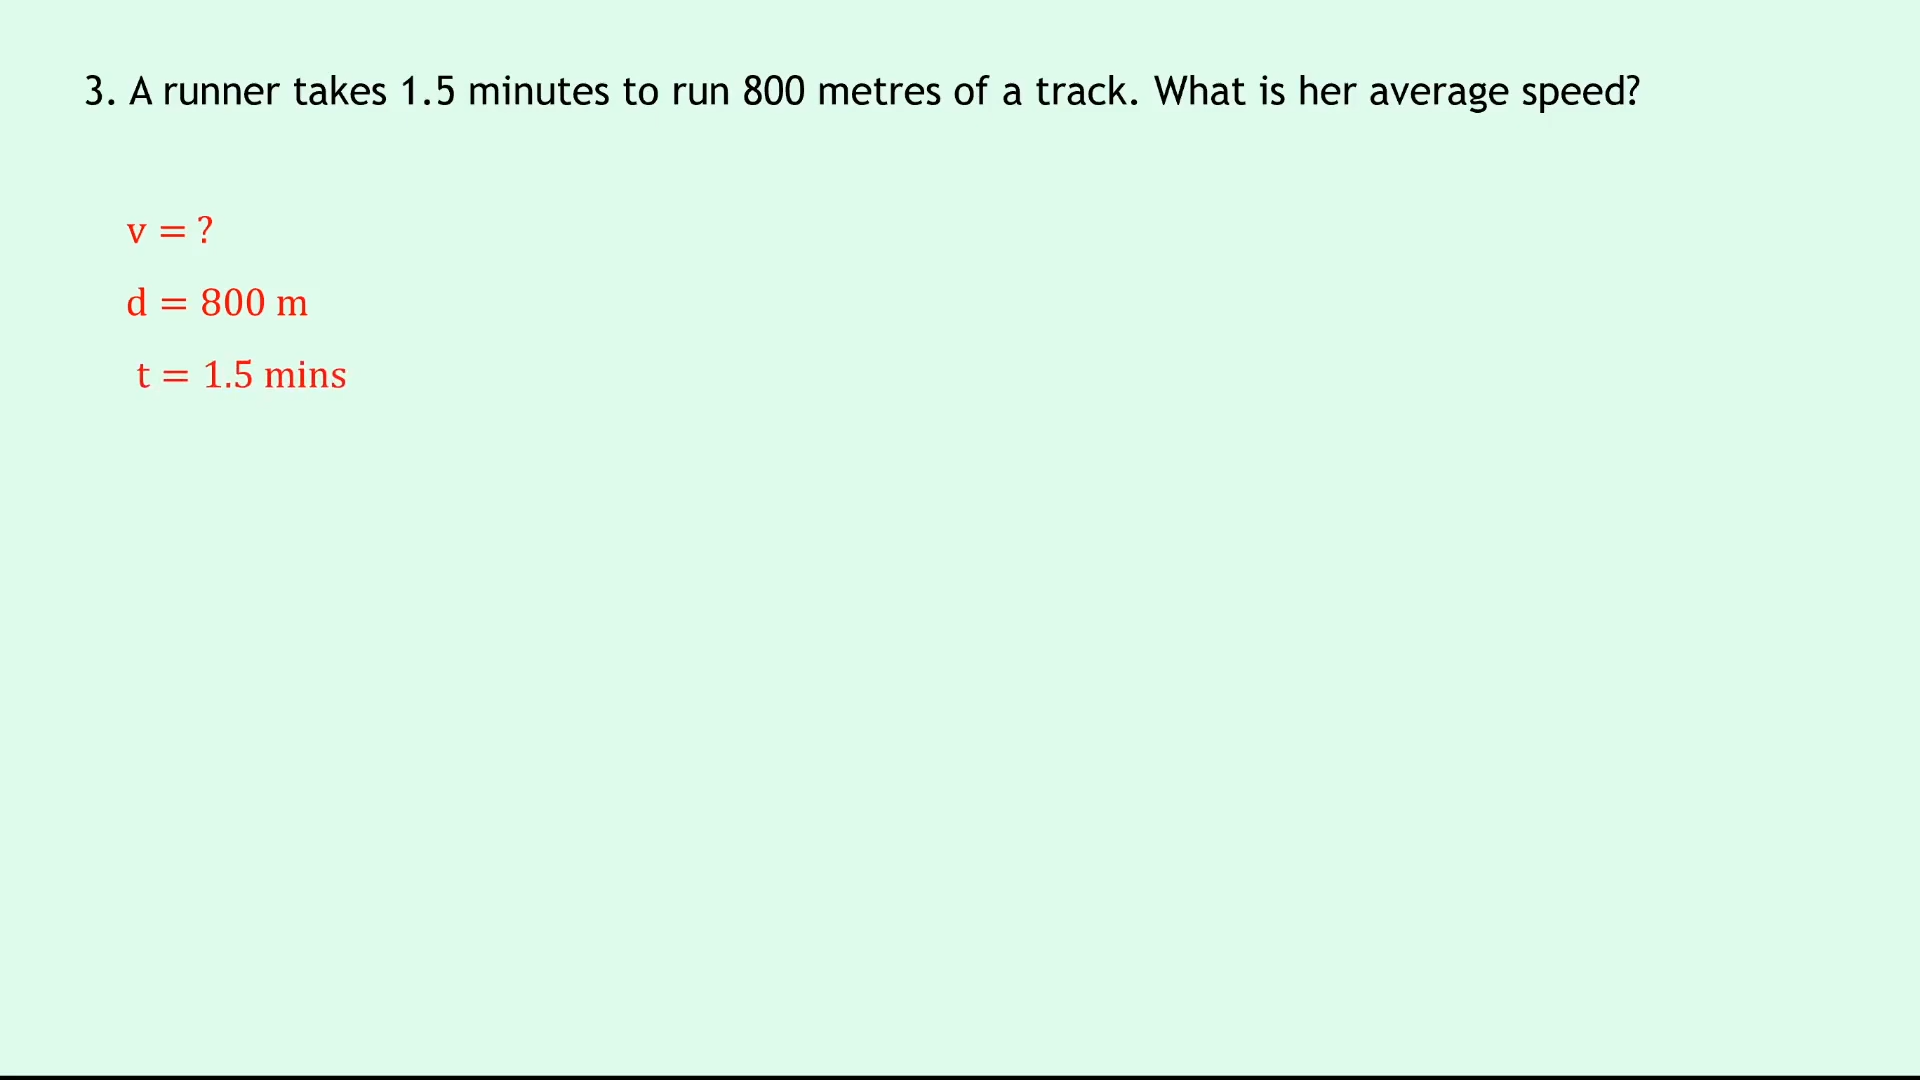 3. A runner takes 1.5 minutes to run 800 metres of a track. What is her average speed?
v = ?
d = 800 m
t = 1.5 mins